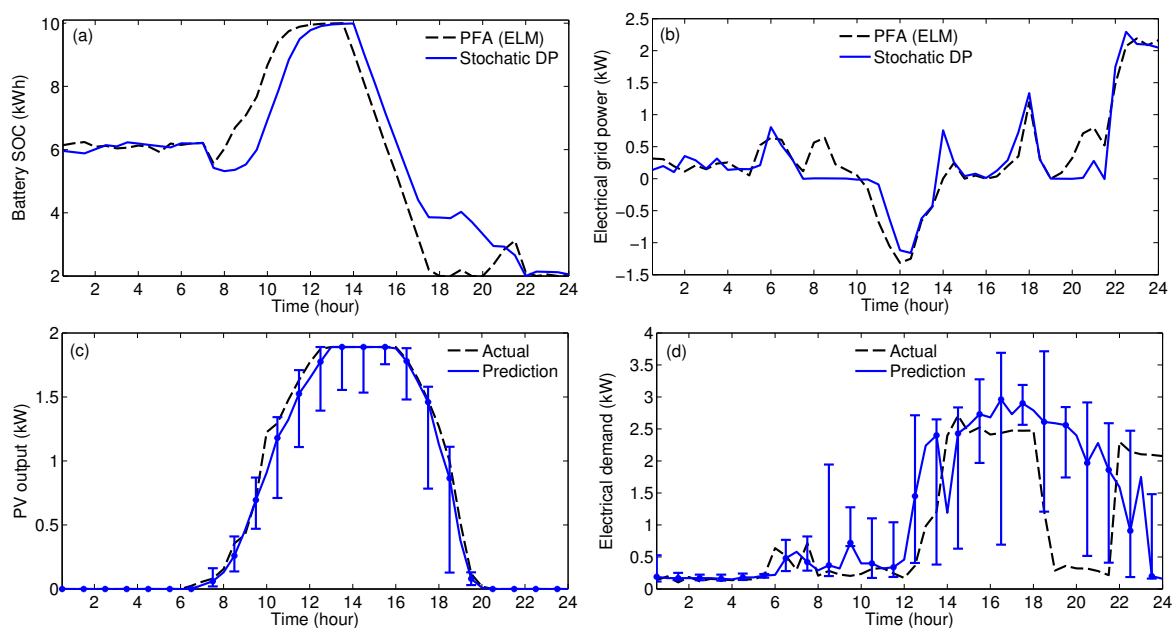 (a)
PFA (ELM)
Stochatic DP
Battery SOC (kWh)
10
8
6
4
2
2 4 6 8 10 12 14 16 18 20 22 24
Time (hour)
(b)
PFA (ELM)
Stochatic DP
Electrical grid power (kW)
2.5
2
1.5
1
0.5
0
−0.5
−1
−1.5
2 4 6 8 10 12 14 16 18 20 22 24
Time (hour)
(c)
Actual
Prediction
PV output (kW)
2
1.5
1
0.5
0
2 4 6 8 10 12 14 16 18 20 22 24
Time (hour)
(d)
Actual
Prediction
Electrical demand (kW)
4
3.5
3
2.5
2
1.5
1
0.5
0
2 4 6 8 10 12 14 16 18 20 22 24
Time (hour)